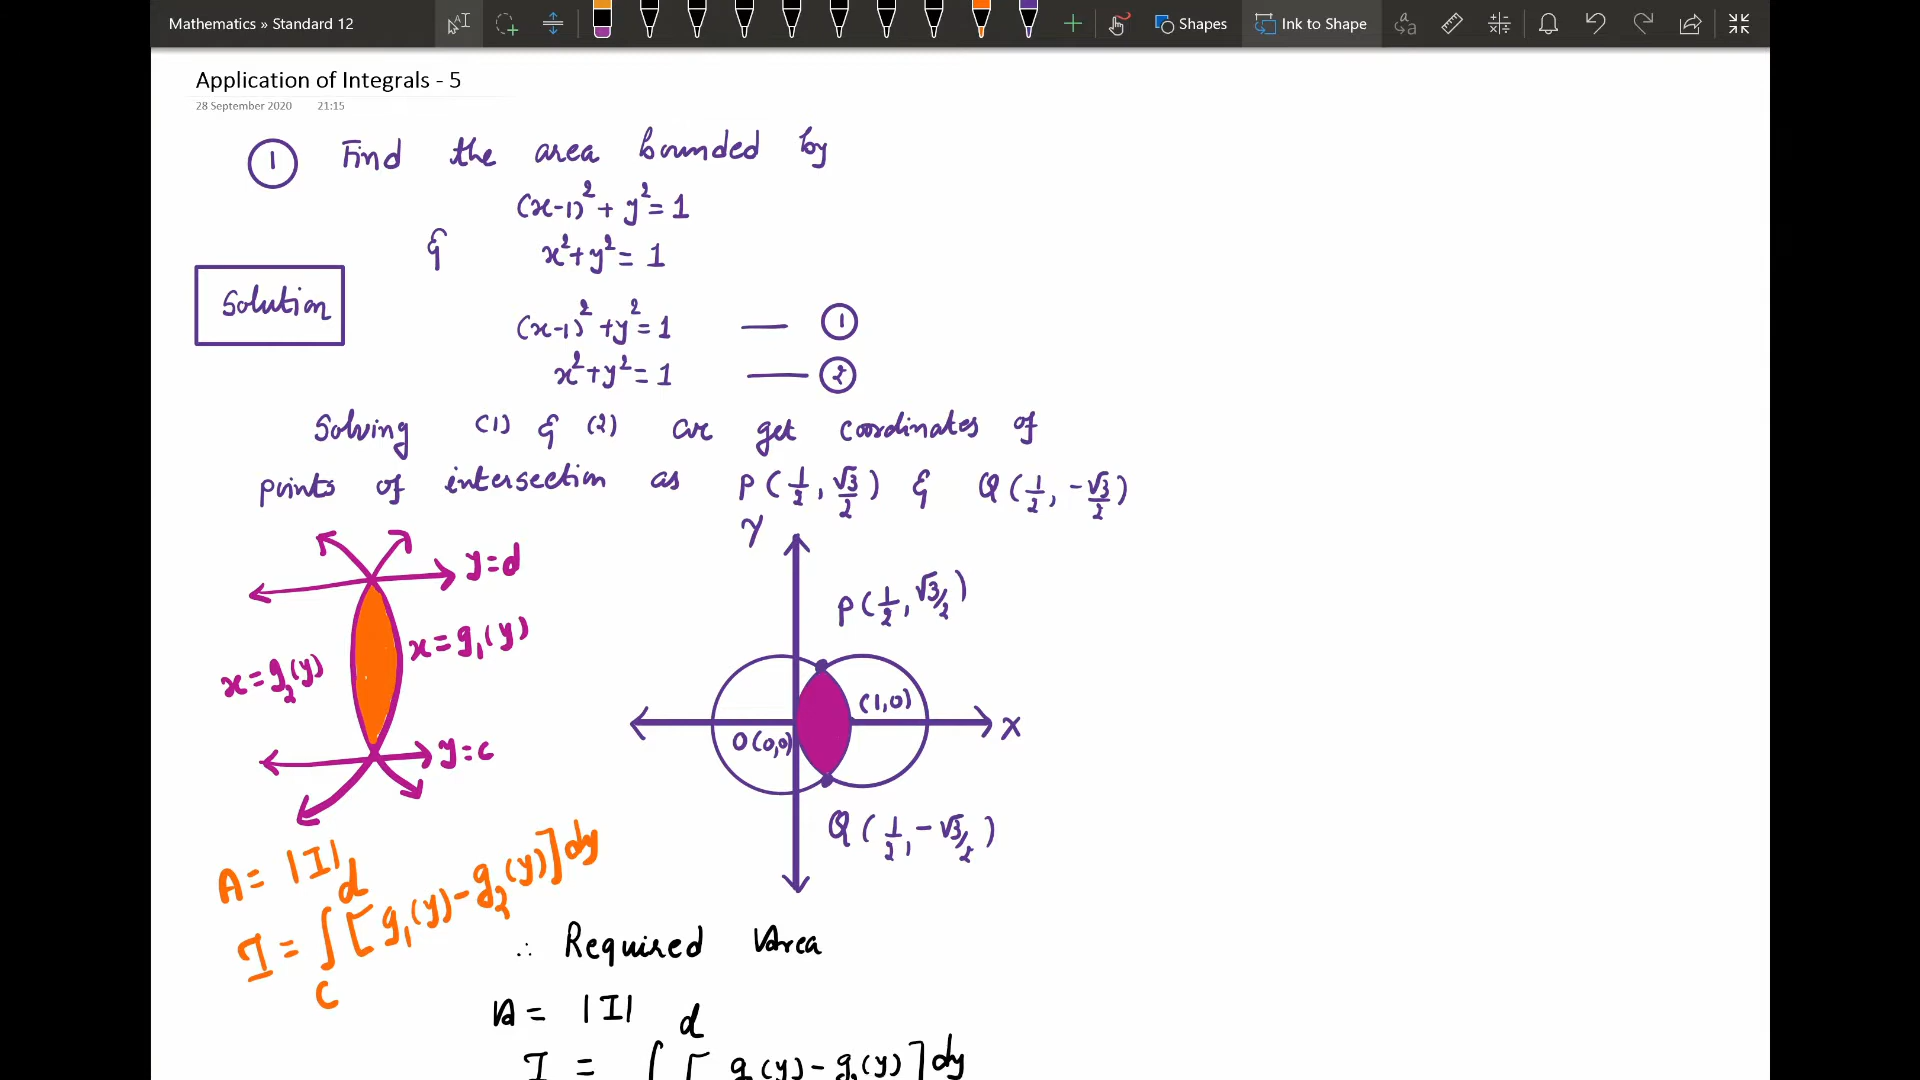 Mathematics » Standard 12
Shapes
Ink to Shape
Application of Integrals - 5
28 September 2020 21:15
① Find the area bounded by
(x-1)² + y² = 1
& x² + y² = 1
Solution
(x-1)² + y² = 1 — ①
x² + y² = 1 — ②
Solving (1) & (2) we get coordinates of
points of intersection as P(1/2, √3/2) & Q(1/2, -√3/2)
y=d
x=g₁(y)
x=g₂(y)
y=c
Y
P(1/2, √3/2)
(1,0)
O(0,0)
X
Q(1/2, -√3/2)
A = |I|
I = ∫_c^d [g₁(y) - g₂(y)] dy
∴ Required Area
A = |I|
d
I = ∫ [g(y) - g(y)] dy